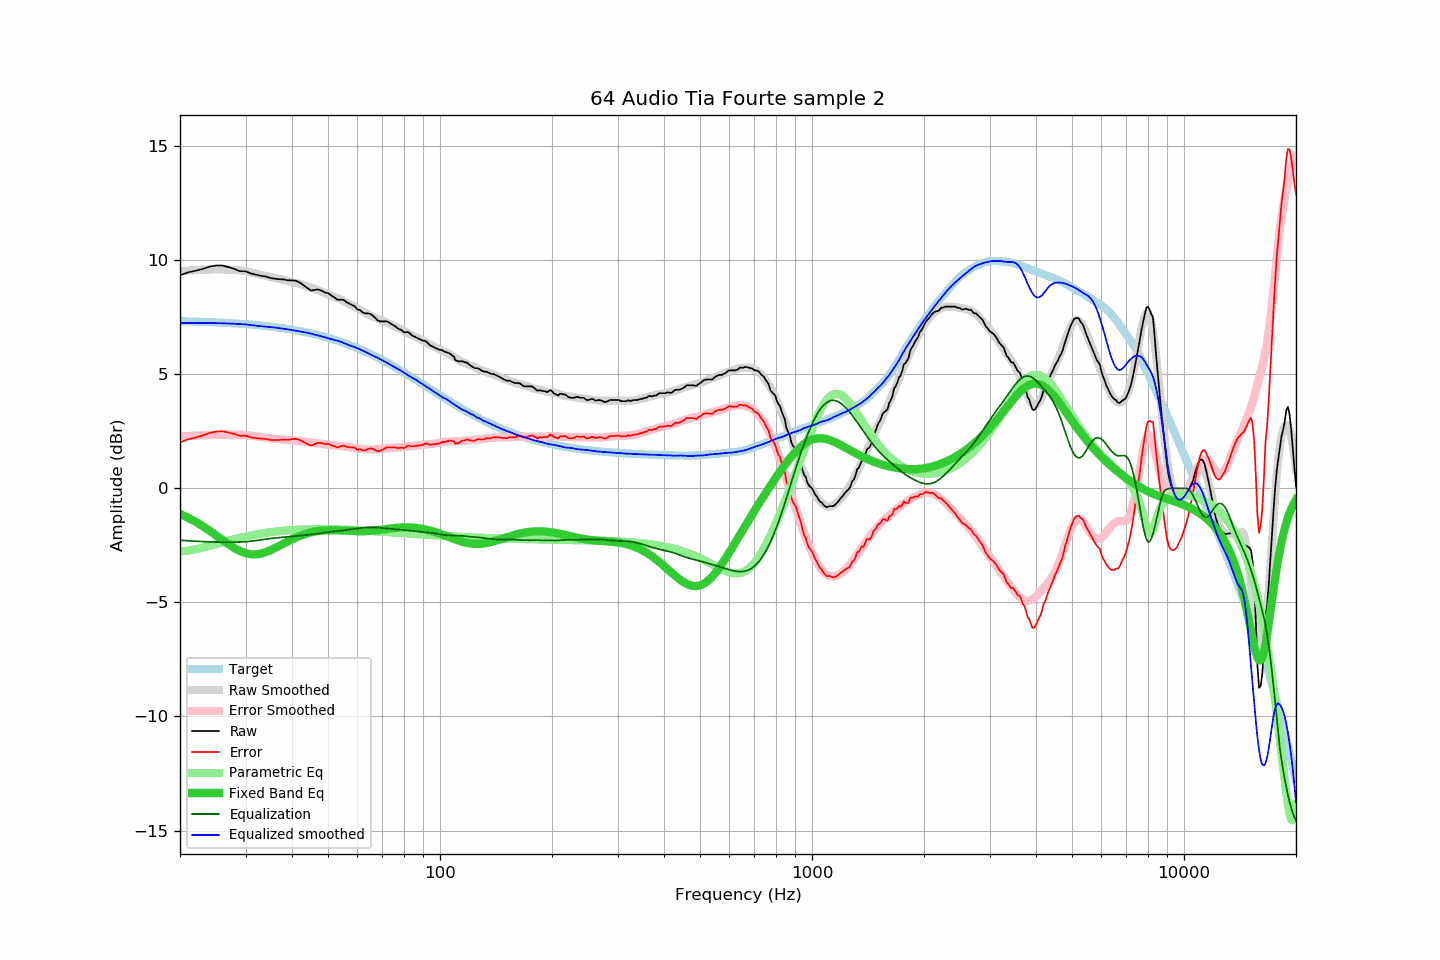 64 Audio Tia Fourte sample 2
Amplitude (dBr)
15
10
5
0
−5
−10
−15
Target
Raw Smoothed
Error Smoothed
Raw
Error
Parametric Eq
Fixed Band Eq
Equalization
Equalized smoothed
100
1000
10000
Frequency (Hz)